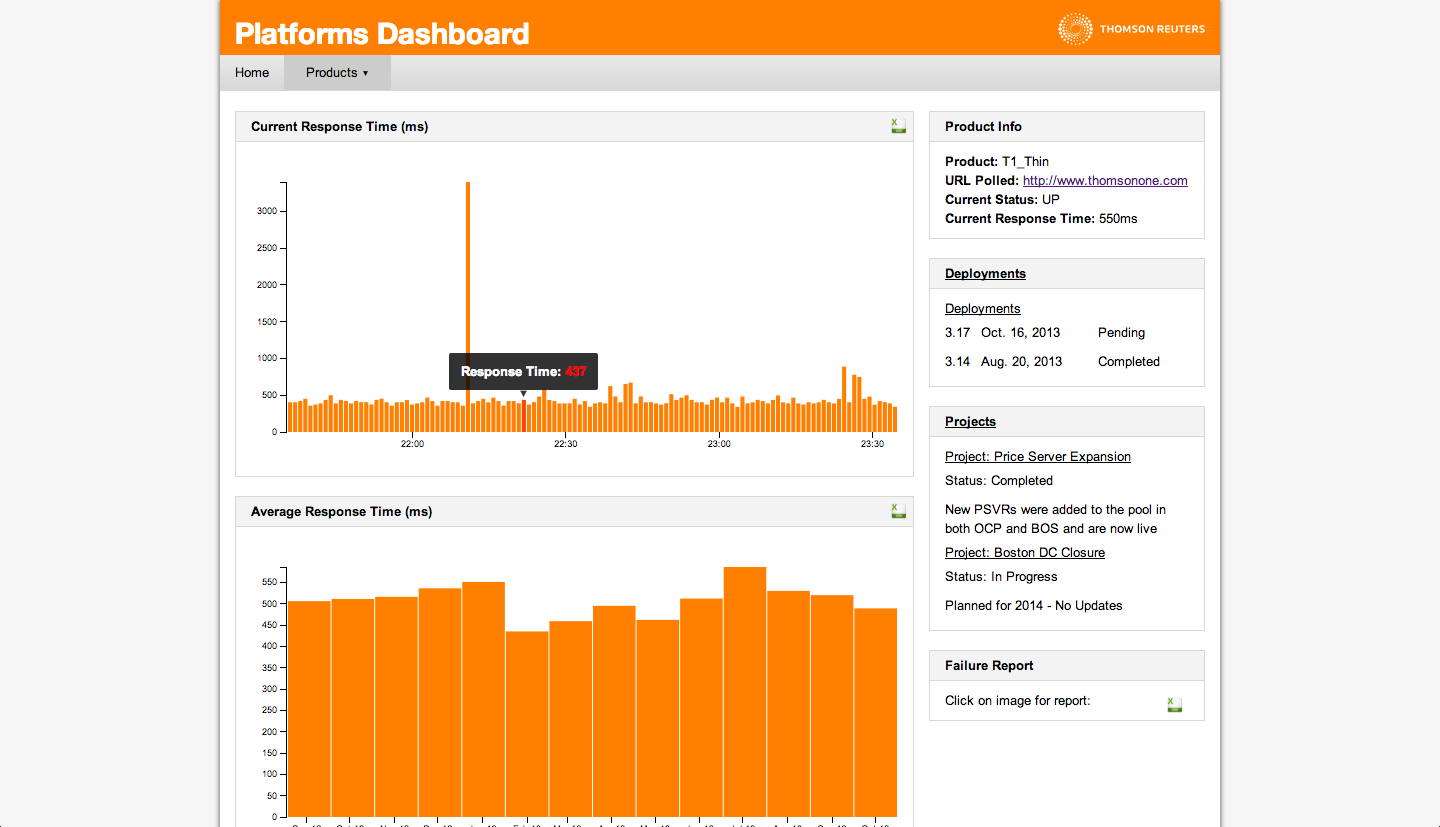 Platforms Dashboard
THOMSON REUTERS
Home
Products ▾
Current Response Time (ms)
3000
2500
2000
1500
1000
500
0
Response Time: 437
22:00
22:30
23:00
23:30
Average Response Time (ms)
550
500
450
400
350
300
250
200
150
100
50
0
Product Info
Product: T1_Thin
URL Polled: http://www.thomsonone.com
Current Status: UP
Current Response Time: 550ms
Deployments
Deployments
3.17 Oct. 16, 2013 Pending
3.14 Aug. 20, 2013 Completed
Projects
Project: Price Server Expansion
Status: Completed
New PSVRs were added to the pool in
both OCP and BOS and are now live
Project: Boston DC Closure
Status: In Progress
Planned for 2014 - No Updates
Failure Report
Click on image for report: